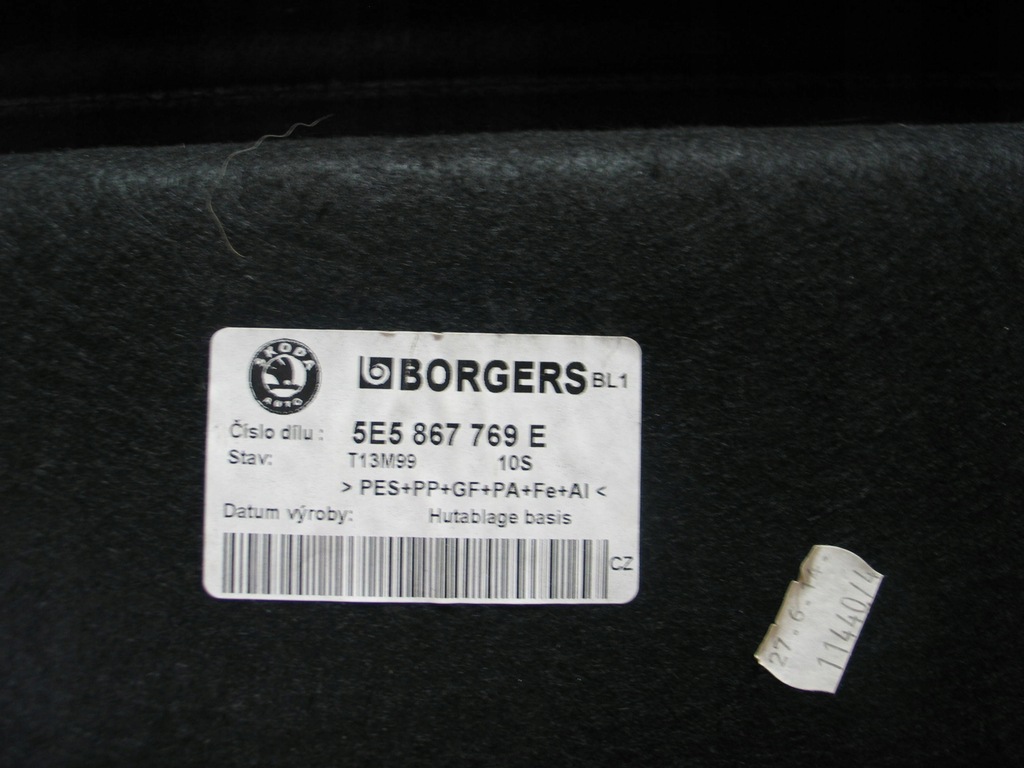 ŠKODA
AUTO
BORGERS BL1
Číslo dílu : 5E5 867 769 E
Stav: T13M99 10S
> PES+PP+GF+PA+Fe+Al <
Datum výroby: Hutablage basis
CZ
27.6.11.
11440/4